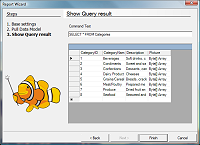 Report Wizard
Steps
Show Query result
1. Base settings
2. Pull Data Model
3. Show Query result
Command Text:
SELECT * FROM Categories
CategoryID CategoryName Description Picture
1 Beverages Soft drinks, c... Byte[] Array
2 Condiments Sweet and sa... Byte[] Array
3 Confections Desserts, can... Byte[] Array
4 Dairy Products Cheeses Byte[] Array
5 Grains/Cereals Breads, crac... Byte[] Array
6 Meat/Poultry Prepared me... Byte[] Array
7 Produce Dried fruit an... Byte[] Array
8 Seafood Seaweed and... Byte[] Array
< Back Next > Finish Cancel